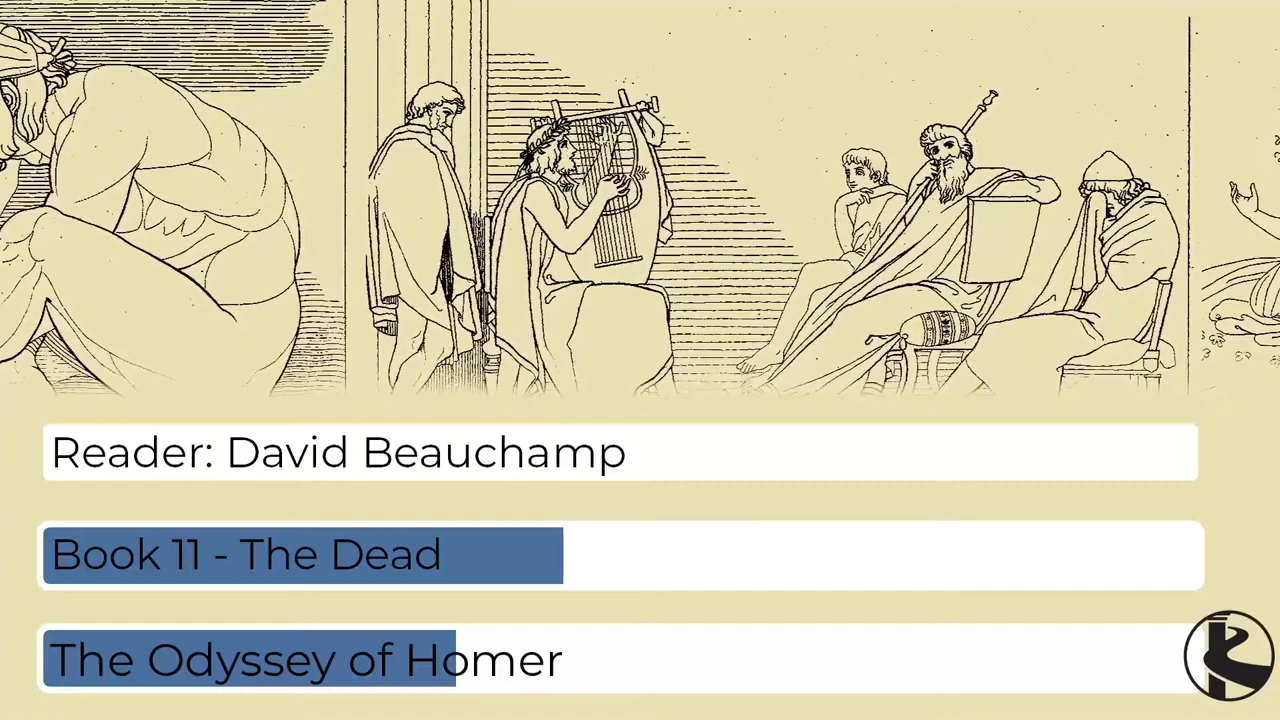 Reader: David Beauchamp
Book 11 - The Dead
The Odyssey of Homer